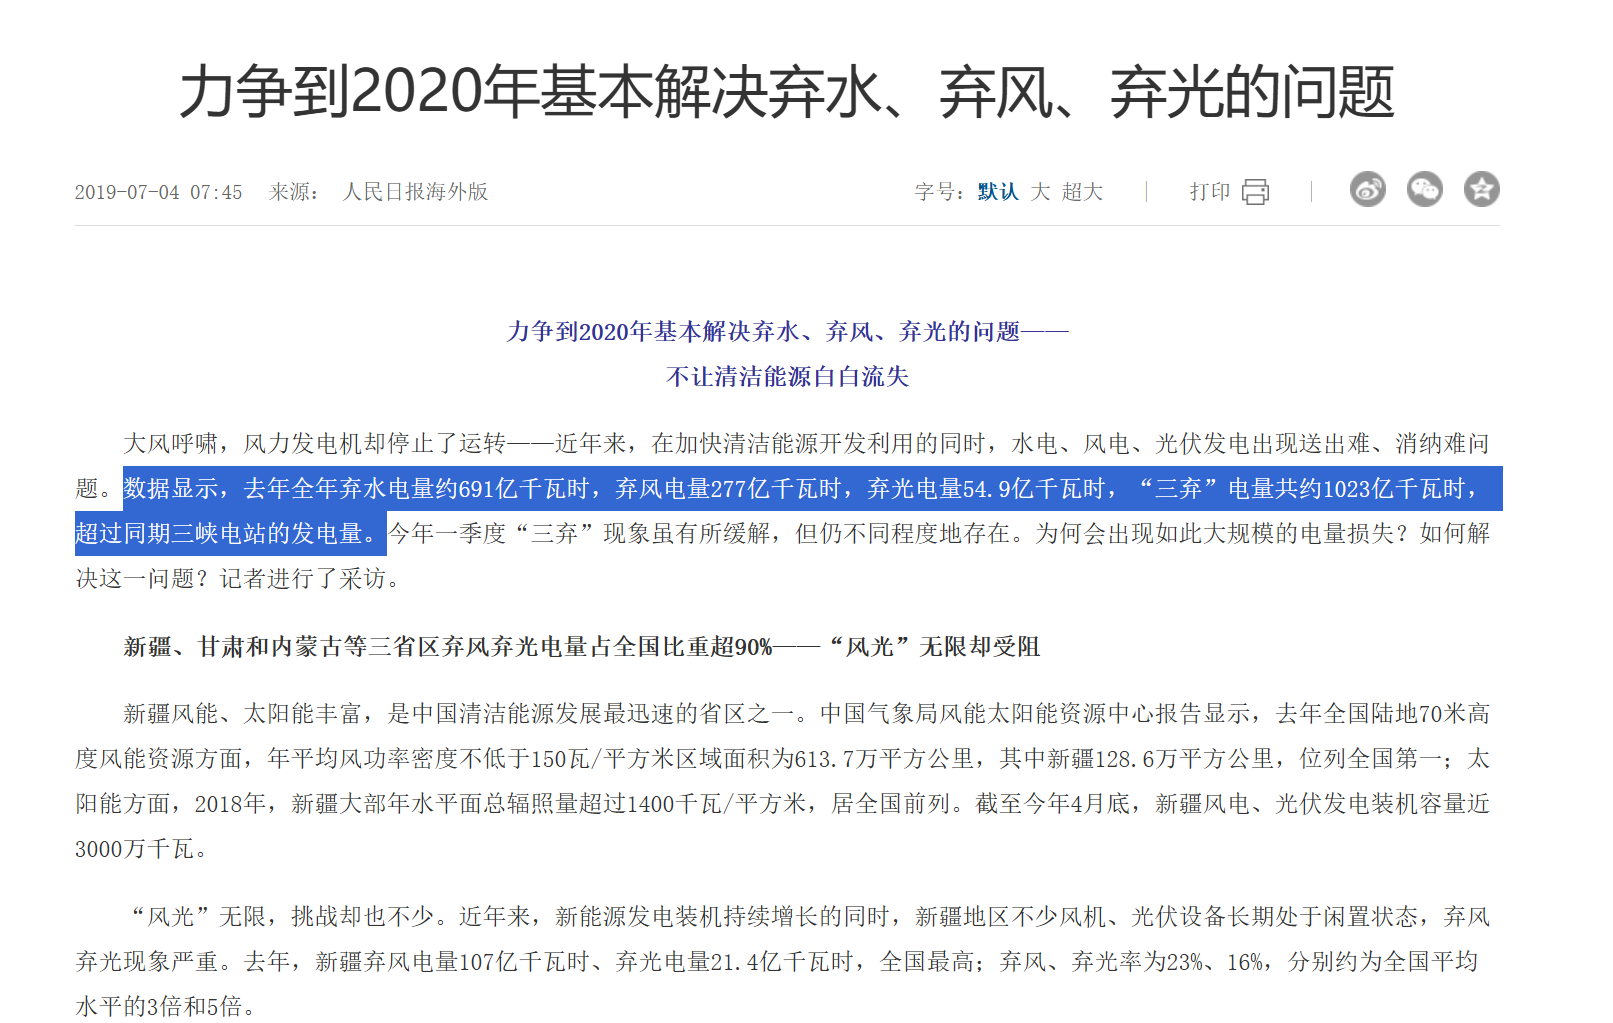 力争到2020年基本解决弃水、弃风、弃光的问题
2019-07-04 07:45 来源： 人民日报海外版 字号：默认 大 超大 | 打印 |
力争到2020年基本解决弃水、弃风、弃光的问题——
不让清洁能源白白流失
大风呼啸，风力发电机却停止了运转——近年来，在加快清洁能源开发利用的同时，水电、风电、光伏发电出现送出难、消纳难问
题。数据显示，去年全年弃水电量约691亿千瓦时，弃风电量277亿千瓦时，弃光电量54.9亿千瓦时，“三弃”电量共约1023亿千瓦时，
超过同期三峡电站的发电量。今年一季度“三弃”现象虽有所缓解，但仍不同程度地存在。为何会出现如此大规模的电量损失？如何解
决这一问题？记者进行了采访。
新疆、甘肃和内蒙古等三省区弃风弃光电量占全国比重超90%——“风光”无限却受阻
新疆风能、太阳能丰富，是中国清洁能源发展最迅速的省区之一。中国气象局风能太阳能资源中心报告显示，去年全国陆地70米高
度风能资源方面，年平均风功率密度不低于150瓦/平方米区域面积为613.7万平方公里，其中新疆128.6万平方公里，位列全国第一；太
阳能方面，2018年，新疆大部年水平面总辐照量超过1400千瓦/平方米，居全国前列。截至今年4月底，新疆风电、光伏发电装机容量近
3000万千瓦。
“风光”无限，挑战却也不少。近年来，新能源发电装机持续增长的同时，新疆地区不少风机、光伏设备长期处于闲置状态，弃风
弃光现象严重。去年，新疆弃风电量107亿千瓦时、弃光电量21.4亿千瓦时，全国最高；弃风、弃光率为23%、16%，分别约为全国平均
水平的3倍和5倍。